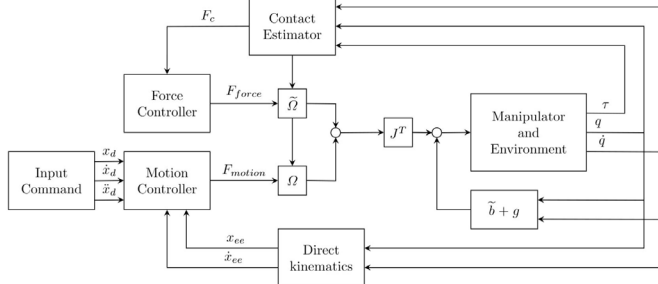 F_c
Contact
Estimator
Force
Controller
F_force
Ω̃
J^T
Manipulator
and
Environment
τ
q
q̇
Input
Command
x_d
ẋ_d
ẍ_d
Motion
Controller
F_motion
Ω
b̃ + g
x_ee
ẋ_ee
Direct
kinematics